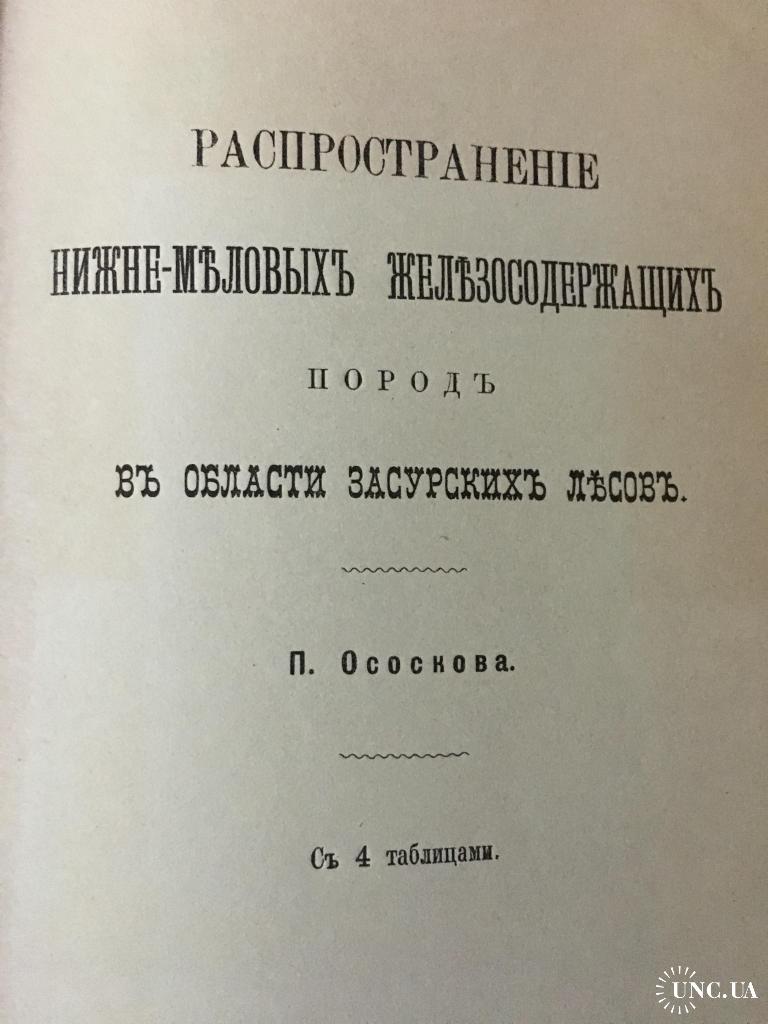 РАСПРОСТРАНЕНІЕ
НИЖНЕ-МѢЛОВЫХЪ ЖЕЛѢЗОСОДЕРЖАЩИХЪ
ПОРОДЪ
ВЪ ОБЛАСТИ ЗАСУРСКИХЪ ЛѢСОВЪ.
П. Ососкова.
Съ 4 таблицами.
UNC.UA